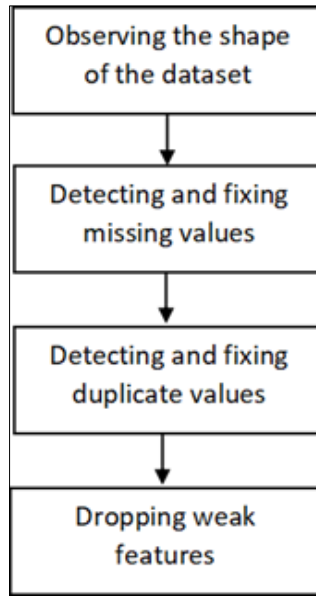 Observing the shape
of the dataset
Detecting and fixing
missing values
Detecting and fixing
duplicate values
Dropping weak
features